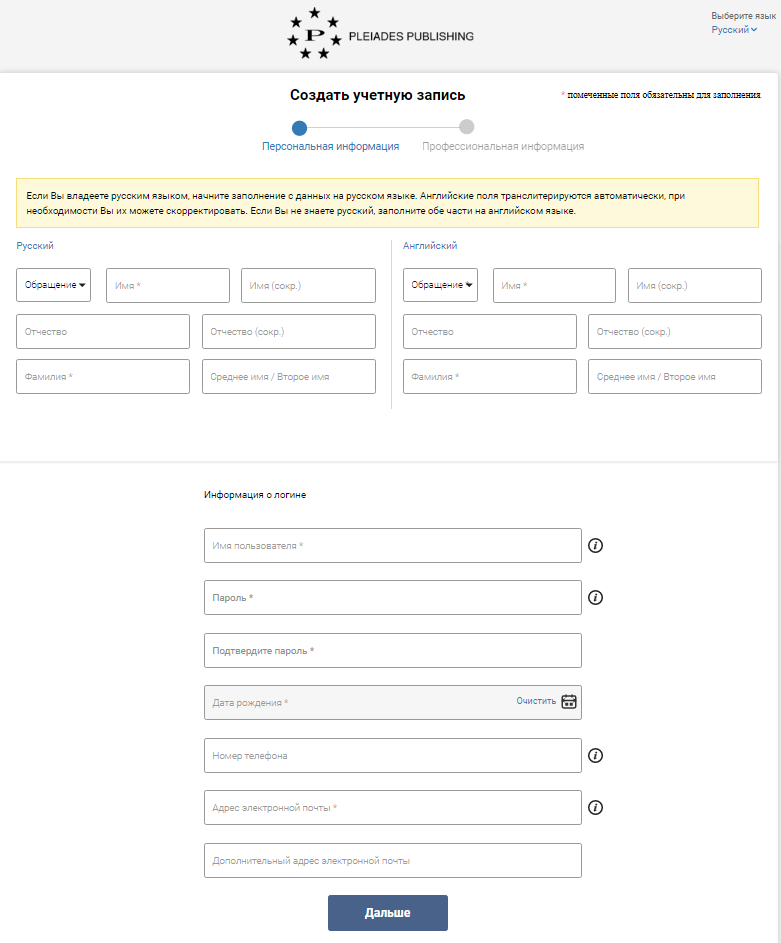 Выберите язык
Русский
P PLEIADES PUBLISHING
Создать учетную запись
* помеченные поля обязательны для заполнения
Персональная информация
Профессиональная информация
Если Вы владеете русским языком, начните заполнение с данных на русском языке. Английские поля транслитерируются автоматически, при
необходимости Вы их можете скорректировать. Если Вы не знаете русский, заполните обе части на английском языке.
Русский
Обращение
Имя *
Имя (сокр.)
Отчество
Отчество (сокр.)
Фамилия *
Среднее имя / Второе имя
Английский
Обращение
Имя *
Имя (сокр.)
Отчество
Отчество (сокр.)
Фамилия *
Среднее имя / Второе имя
Информация о логине
Имя пользователя *
Пароль *
Подтвердите пароль *
Дата рождения *
Очистить
Номер телефона
Адрес электронной почты *
Дополнительный адрес электронной почты
Дальше